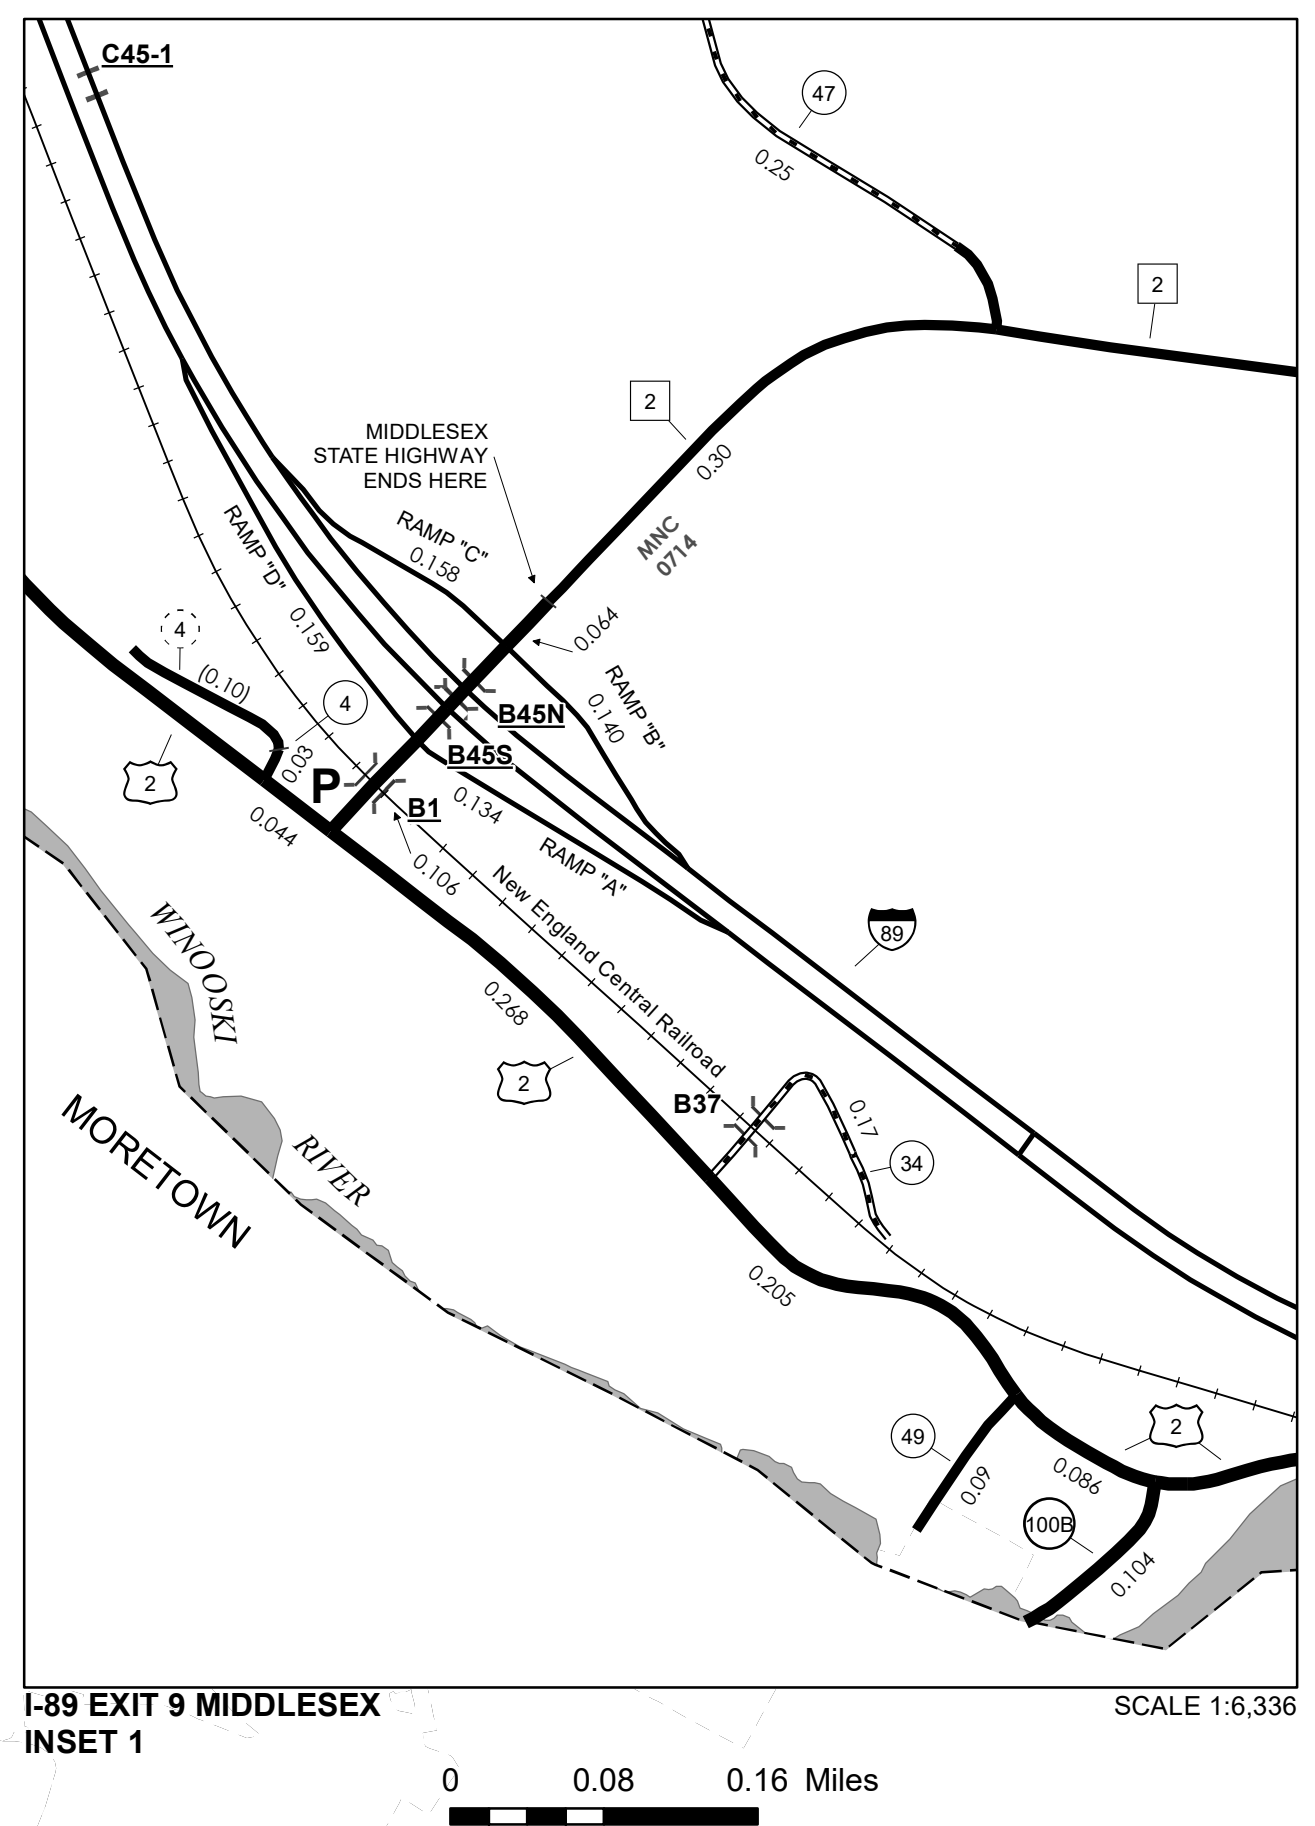 C45-1
47
0.25
2
2
MIDDLESEX
STATE HIGHWAY
ENDS HERE
0.30
MNC
0714
RAMP "C"
0.158
RAMP "D"
0.159
0.064
4
(0.10)
4
0.03
RAMP "B"
0.140
B45N
B45S
2
P
B1
0.134
0.044
0.106
RAMP "A"
New England Central Railroad
89
WINOOSKI
RIVER
0.268
2
MORETOWN
B37
0.17
34
0.205
49
0.09
2
0.086
100B
0.104
I-89 EXIT 9 MIDDLESEX
INSET 1
SCALE 1:6,336
0 0.08 0.16 Miles